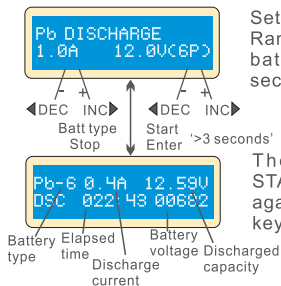 Pb DISCHARGE
1.0A 12.0V(6P)
Set
Ran
bat
sec
- + - +
DEC INC DEC INC
Batt type Start
Stop Enter '>3 seconds'
The
STA
aga
key
Pb-6 0.4A 12.59V
DSC 022:43 00682
Battery type
Elapsed time
Discharge current
Battery voltage
Discharged capacity